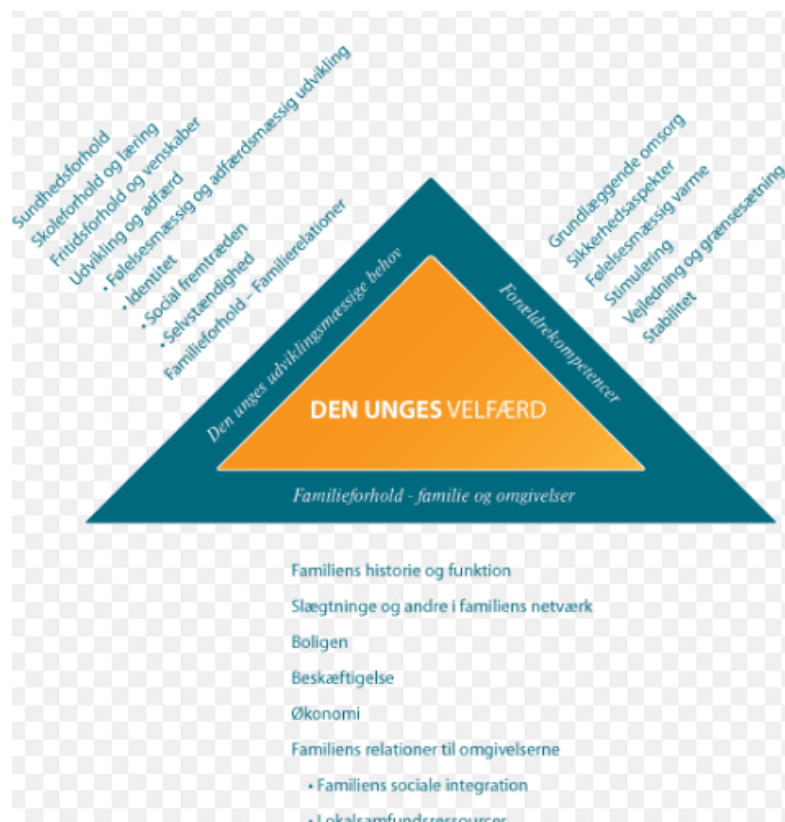 Sundhedsforhold
Skoleforhold og læring
Fritidsforhold og venskaber
Udvikling og adfærd
• Følelsesmæssig og adfærdsmæssig udvikling
• Identitet
• Social fremtræden
• Selvstændighed
Familieforhold – Familierelationer
Grundlæggende omsorg
Sikkerhedsaspekter
Følelsesmæssig varme
Stimulering
Vejledning og grænsesætning
Stabilitet
Den unges udviklingsmæssige behov
Forældrekompetencer
DEN UNGES VELFÆRD
Familieforhold - familie og omgivelser
Familiens historie og funktion
Slægtninge og andre i familiens netværk
Boligen
Beskæftigelse
Økonomi
Familiens relationer til omgivelserne
• Familiens sociale integration
• Lokalsamfundsressourcer